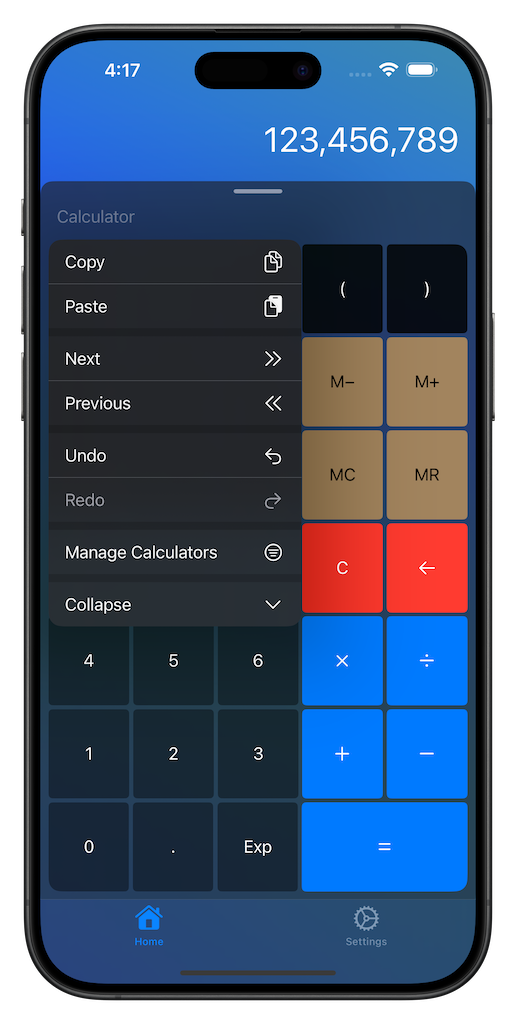 4:17
123,456,789
Calculator
Copy
Paste
Next
Previous
Undo
Redo
Manage Calculators
Collapse
( )
M− M+
MC MR
C ←
4 5 6 × ÷
1 2 3 + −
0 . Exp =
Home Settings